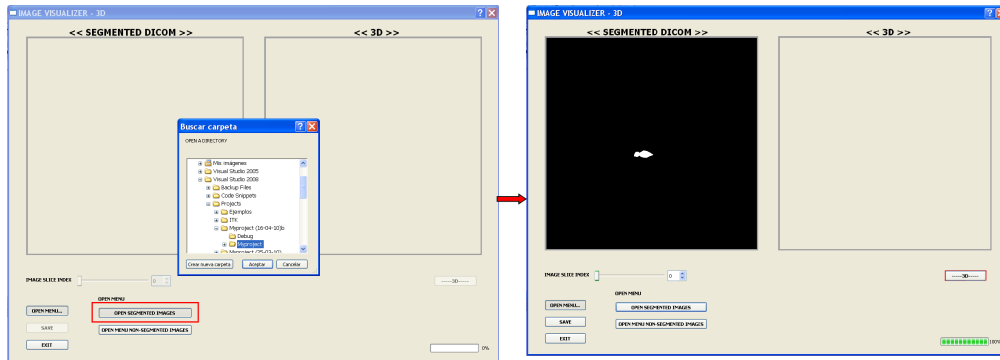 IMAGE VISUALIZER - 3D
<< SEGMENTED DICOM >>
<< 3D >>
Buscar carpeta
OPEN A DIRECTORY
Mis imágenes
Visual Studio 2005
Visual Studio 2008
Backup Files
Code Snippets
Projects
Ejemplos
ITK
Myproject (16-04-10)b
Debug
Myproject
Myproject (25-03-10)
Crear nueva carpeta
Aceptar
Cancelar
IMAGE SLICE INDEX
0
-----3D-----
OPEN MENU
OPEN MENU...
OPEN SEGMENTED IMAGES
SAVE
OPEN MENU NON-SEGMENTED IMAGES
EXIT
0%
IMAGE VISUALIZER - 3D
<< SEGMENTED DICOM >>
<< 3D >>
IMAGE SLICE INDEX
0
-----3D-----
OPEN MENU
OPEN MENU...
OPEN SEGMENTED IMAGES
SAVE
OPEN MENU NON-SEGMENTED IMAGES
EXIT
100%